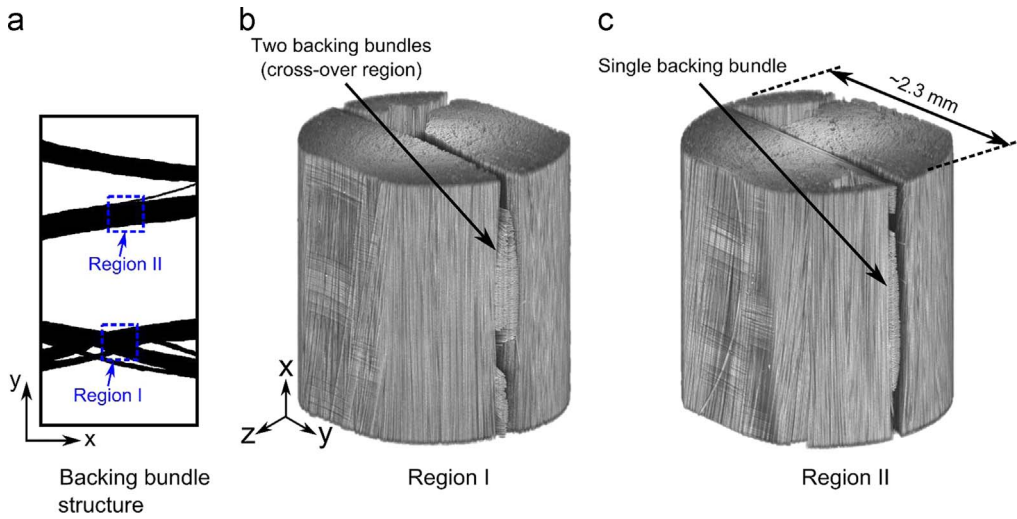 a
b
c
Two backing bundles
(cross-over region)
Single backing bundle
~2.3 mm
Region II
Region I
y
x
Backing bundle
structure
x
z
y
Region I
Region II